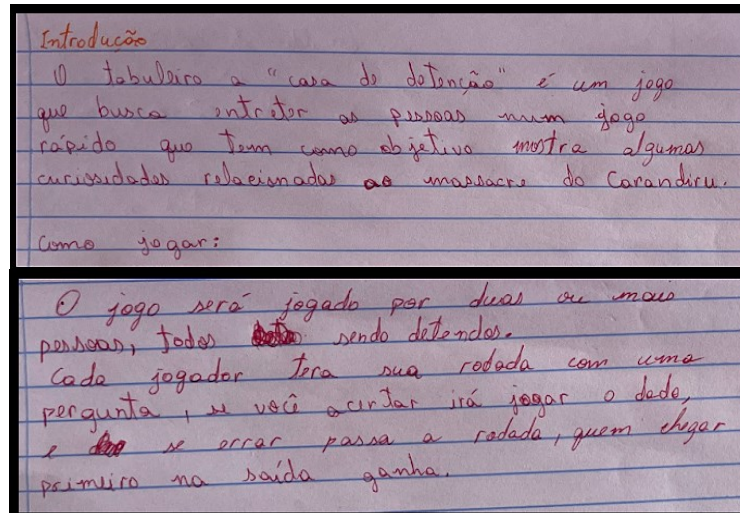 Introdução
O tabuleiro a "casa de detenção" é um jogo
que busca entreter as pessoas num jogo
rápido que tem como objetivo mostra algumas
curiosidades relacionadas ao massacre do Carandiru.
Como jogar:
O jogo será jogado por duas ou mais
pessoas, todos sendo detendos.
Cada jogador tera sua rodada com uma
pergunta, se você acertar irá jogar o dado,
e se errar passa a rodada, quem chegar
primeiro na saída ganha.